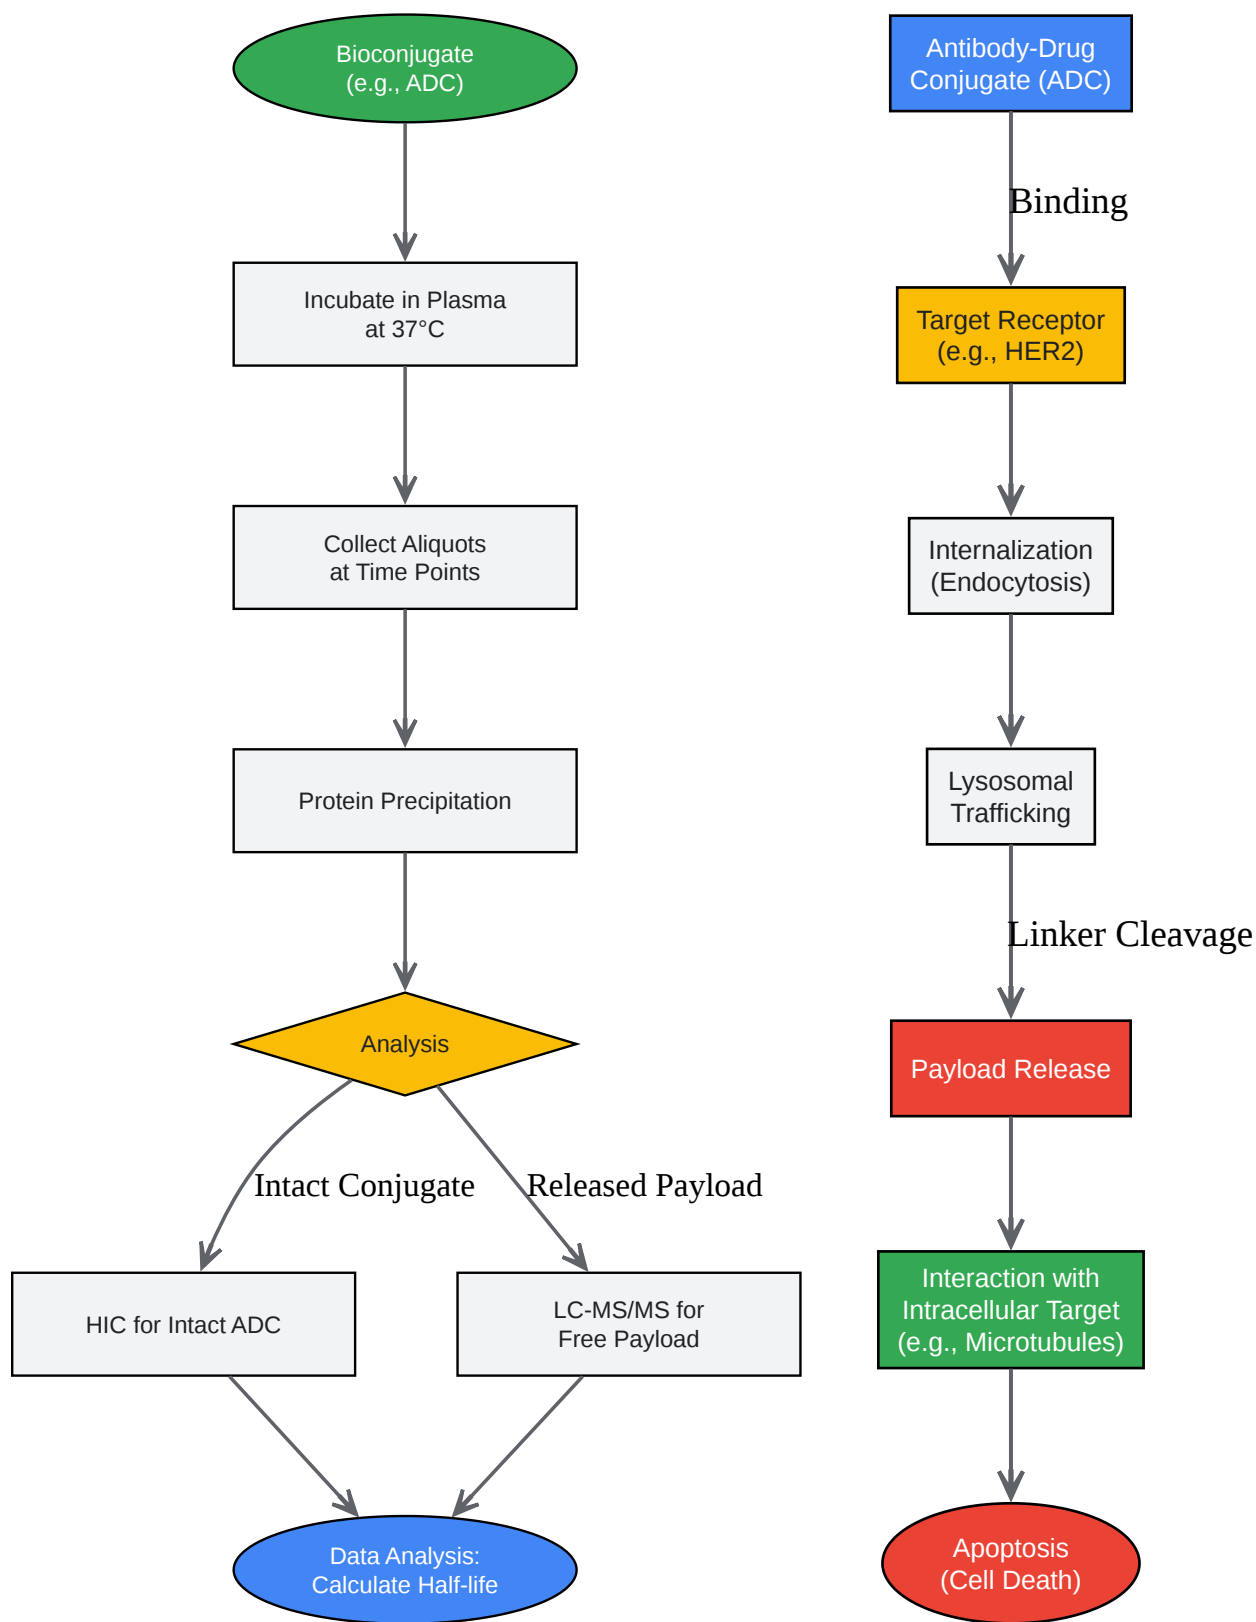 Bioconjugate
(e.g., ADC)
Incubate in Plasma
at 37°C
Collect Aliquots
at Time Points
Protein Precipitation
Analysis
Intact Conjugate
Released Payload
HIC for Intact ADC
LC-MS/MS for
Free Payload
Data Analysis:
Calculate Half-life
Antibody-Drug
Conjugate (ADC)
Binding
Target Receptor
(e.g., HER2)
Internalization
(Endocytosis)
Lysosomal
Trafficking
Linker Cleavage
Payload Release
Interaction with
Intracellular Target
(e.g., Microtubules)
Apoptosis
(Cell Death)